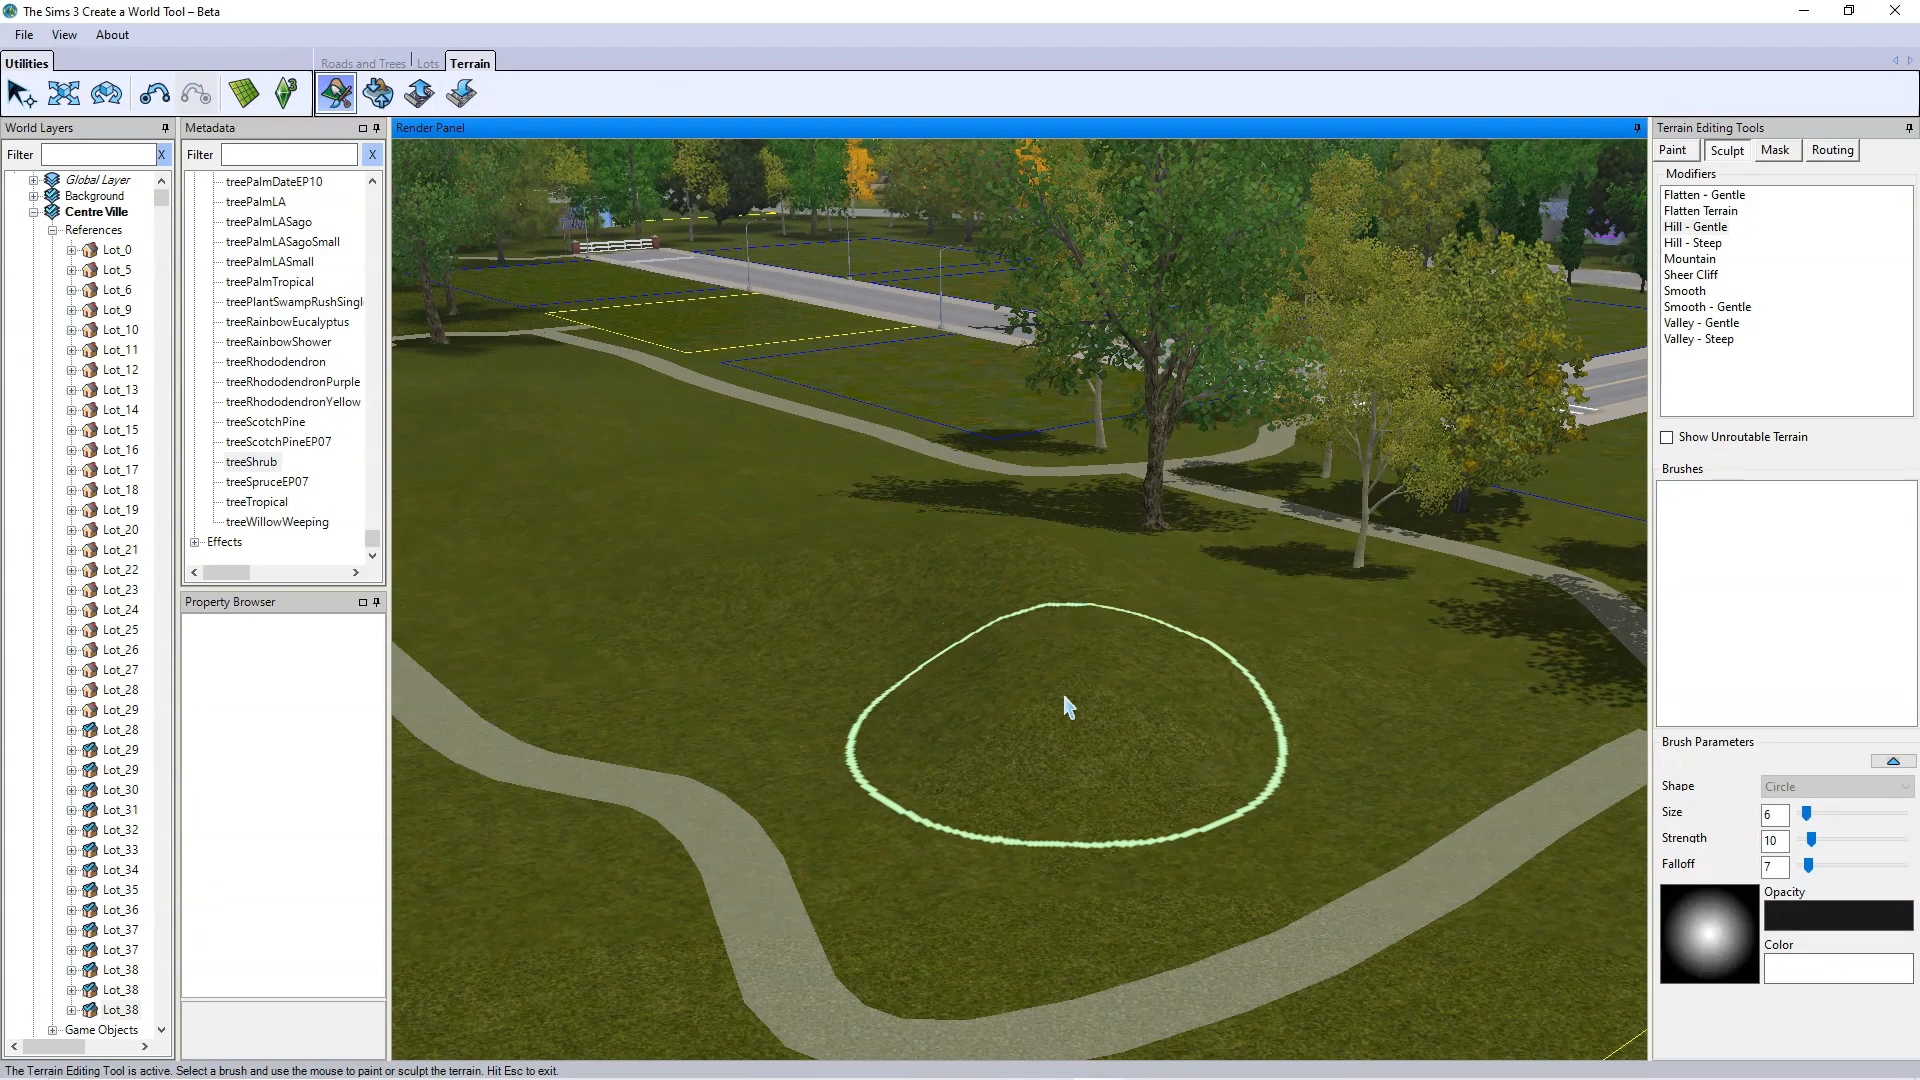 The Sims 3 Create a World Tool – Beta
File View About
Utilities
Roads and Trees Lots Terrain
World Layers
Filter X
Global Layer
Background
Centre Ville
References
Lot_0
Lot_5
Lot_6
Lot_9
Lot_10
Lot_11
Lot_12
Lot_13
Lot_14
Lot_15
Lot_16
Lot_17
Lot_18
Lot_19
Lot_20
Lot_21
Lot_22
Lot_23
Lot_24
Lot_25
Lot_26
Lot_27
Lot_28
Lot_29
Lot_28
Lot_29
Lot_29
Lot_30
Lot_31
Lot_32
Lot_33
Lot_34
Lot_35
Lot_36
Lot_37
Lot_37
Lot_38
Lot_38
Lot_38
Game Objects
Metadata
Filter X
treePalmDateEP10
treePalmLA
treePalmLASago
treePalmLASagoSmall
treePalmLASmall
treePalmTropical
treePlantSwampRushSingl
treeRainbowEucalyptus
treeRainbowShower
treeRhododendron
treeRhododendronPurple
treeRhododendronYellow
treeScotchPine
treeScotchPineEP07
treeShrub
treeSpruceEP07
treeTropical
treeWillowWeeping
Effects
Property Browser
Render Panel
Terrain Editing Tools
Paint Sculpt Mask Routing
Modifiers
Flatten - Gentle
Flatten Terrain
Hill - Gentle
Hill - Steep
Mountain
Sheer Cliff
Smooth
Smooth - Gentle
Valley - Gentle
Valley - Steep
Show Unroutable Terrain
Brushes
Brush Parameters
Shape Circle
Size 6
Strength 10
Falloff 7
Opacity
Color
The Terrain Editing Tool is active. Select a brush and use the mouse to paint or sculpt the terrain. Hit Esc to exit.